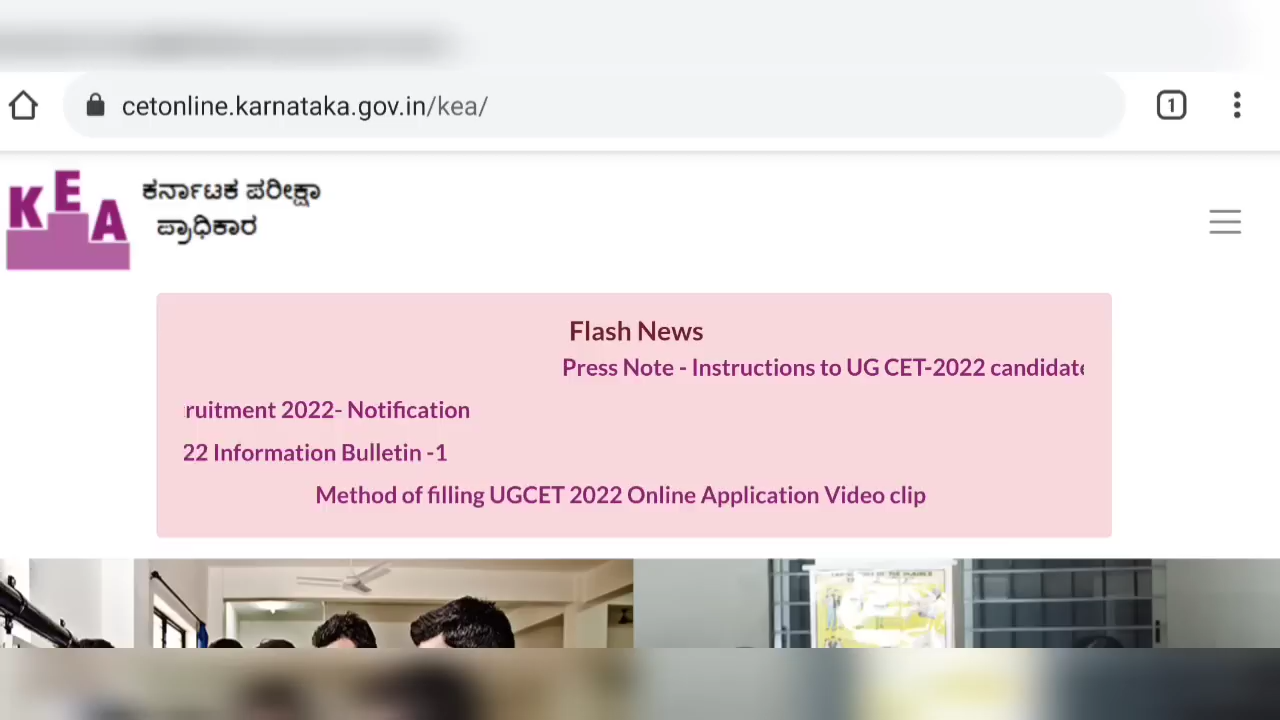 cetonline.karnataka.gov.in/kea/
1
KEA
ಕರ್ನಾಟಕ ಪರೀಕ್ಷಾ
ಪ್ರಾಧಿಕಾರ
Flash News
Press Note - Instructions to UG CET-2022
ruitment 2022- Notification
22 Information Bulletin -1
Method of filling UGCET 2022 Online Application Video clip